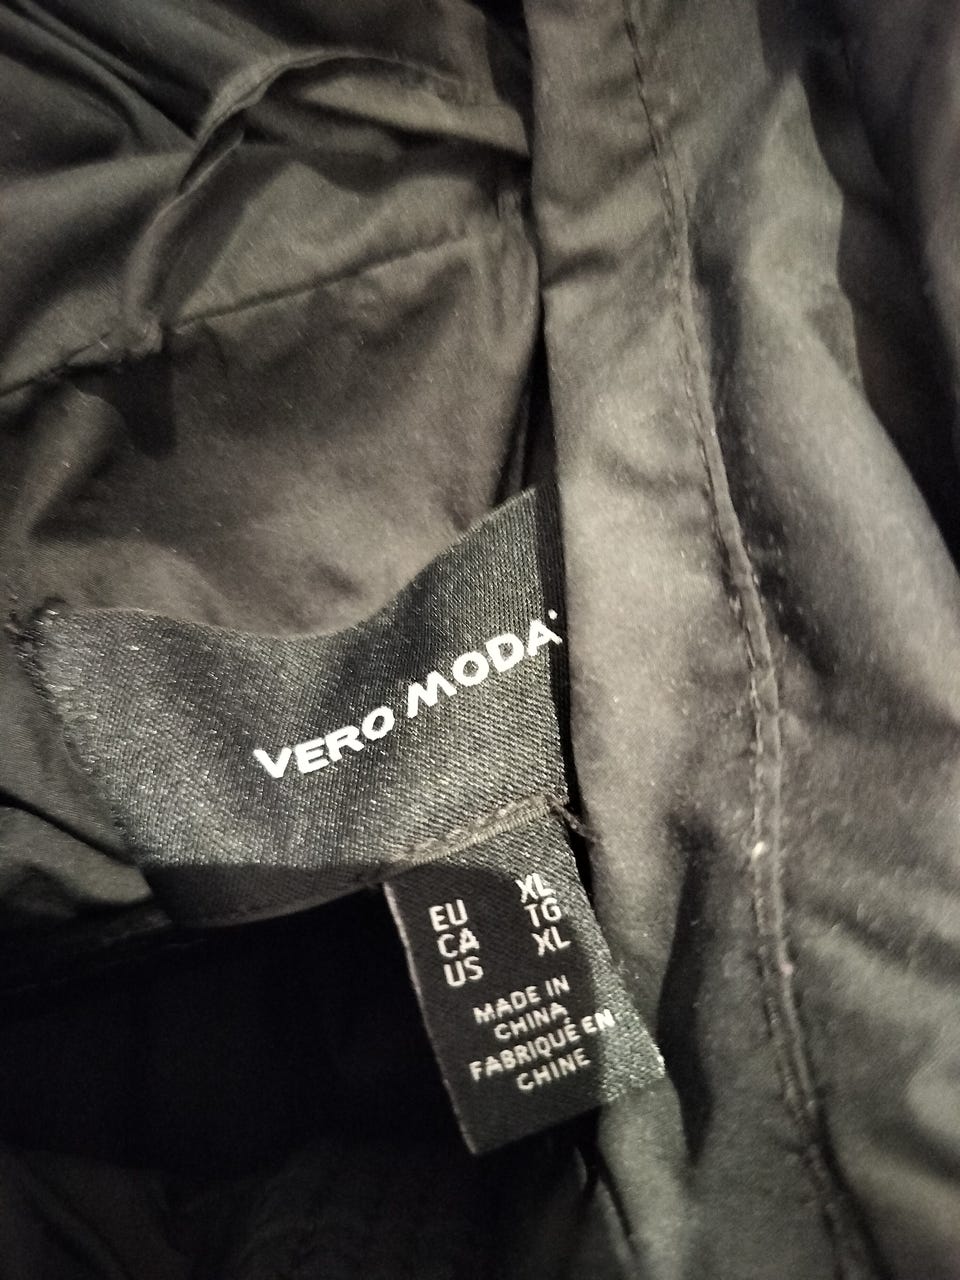 VERO MODA
EU XL
CA TG
US XL
MADE IN
CHINA
FABRIQUÉ EN
CHINE